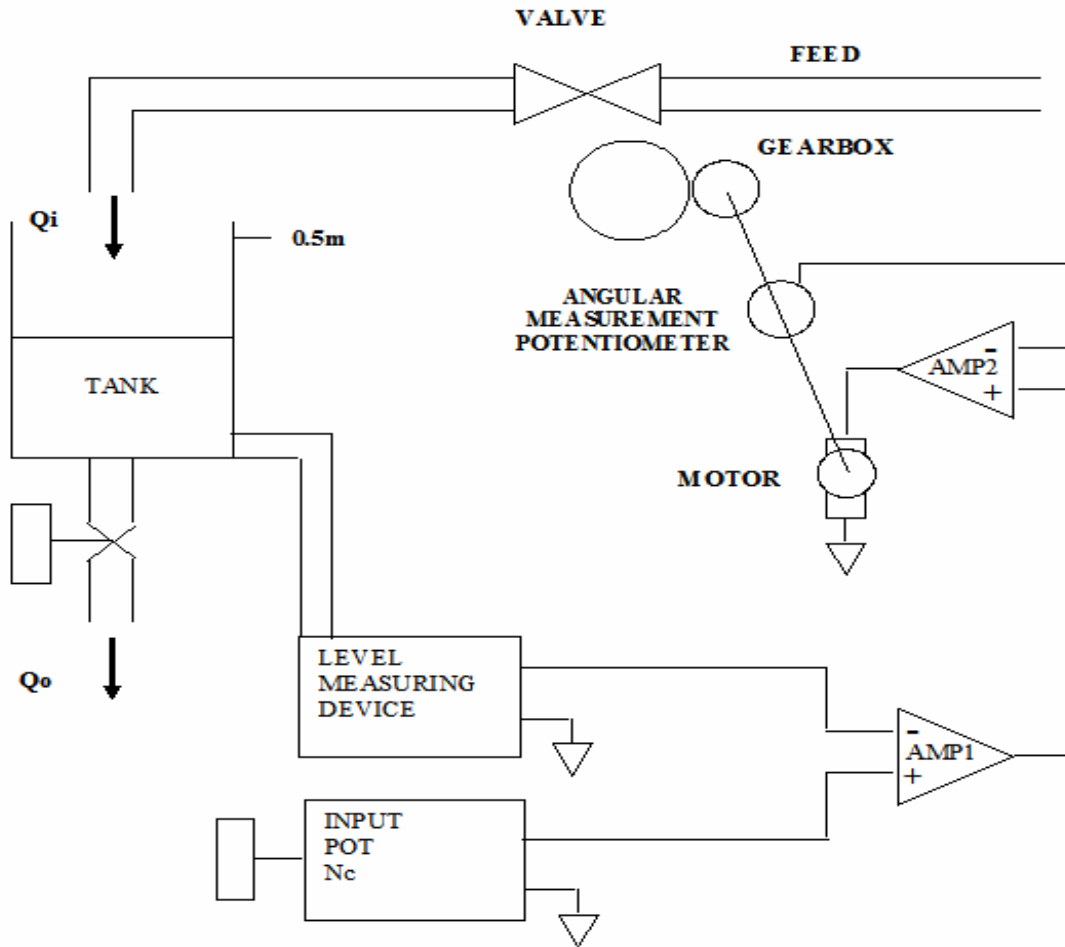 VALVE
FEED
GEARBOX
Qi
0.5m
ANGULAR
MEASUREMENT
POTENTIOMETER
TANK
-
AMP2
+
MOTOR
Qo
LEVEL
MEASURING
DEVICE
-
AMP1
+
INPUT
POT
Nc